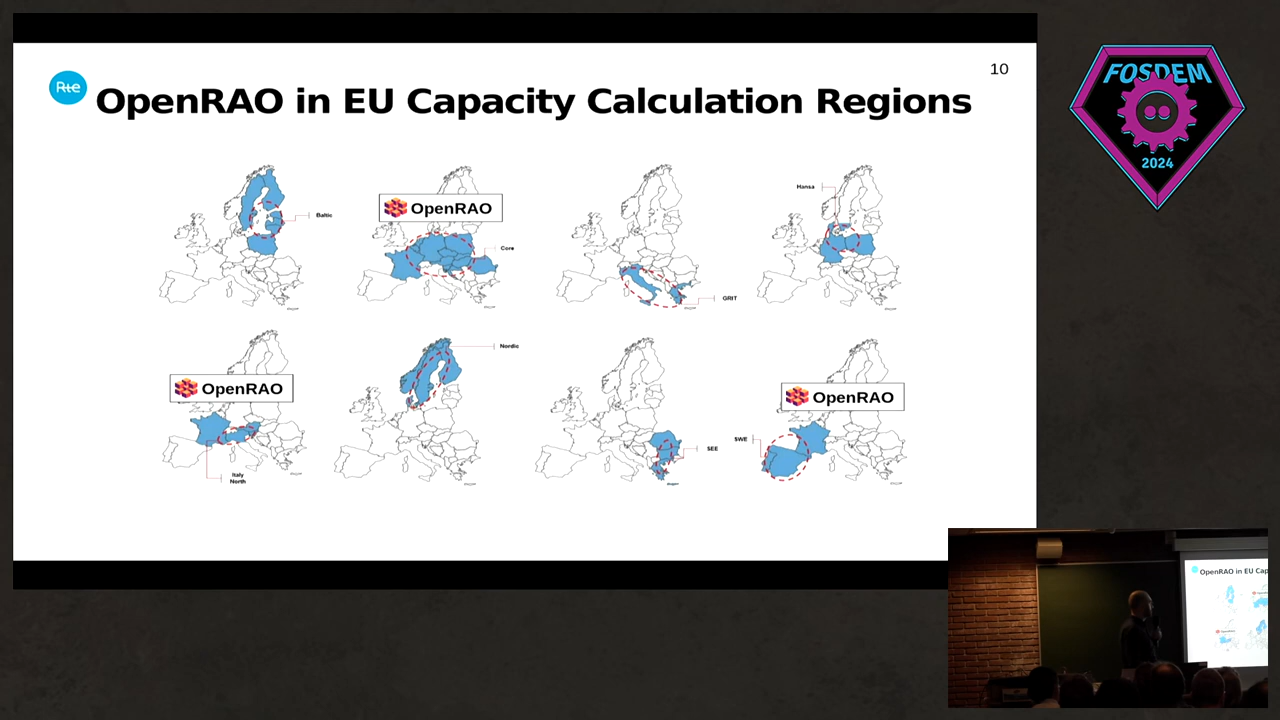 10
Rte
OpenRAO in EU Capacity Calculation Regions
FOSDEM
2024
Baltic
OpenRAO
Core
GRIT
Hansa
OpenRAO
Italy
North
Nordic
SEE
OpenRAO
SWE
OpenRAO in EU Cap